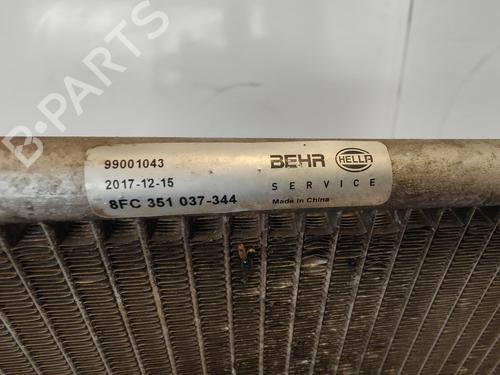 99001043
2017-12-15
8FC 351 037-344
BEHR HELLA
SERVICE
Made in China
B-PARTS